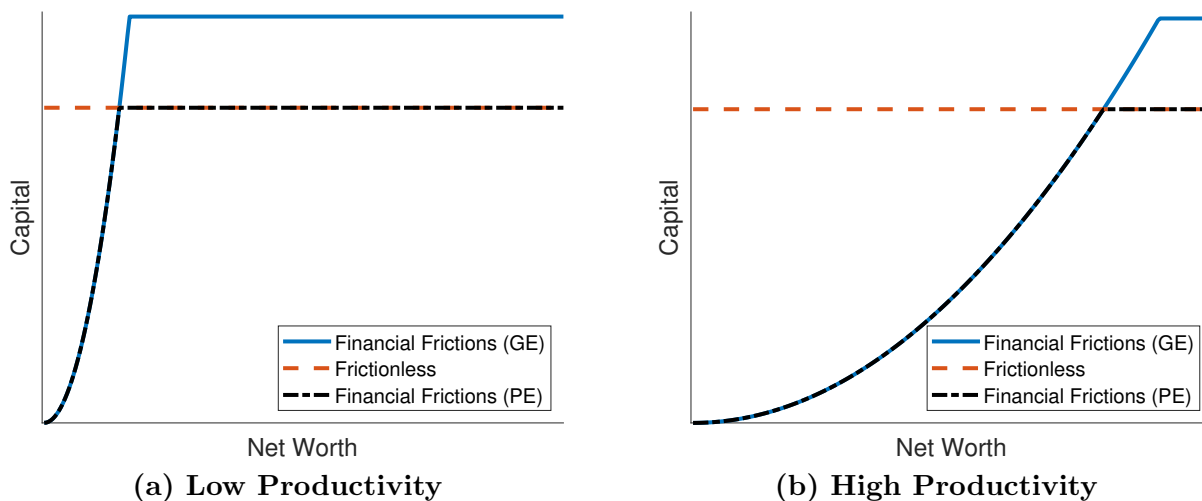 Capital
Financial Frictions (GE)
Frictionless
Financial Frictions (PE)
Net Worth
(a) Low Productivity
Capital
Financial Frictions (GE)
Frictionless
Financial Frictions (PE)
Net Worth
(b) High Productivity